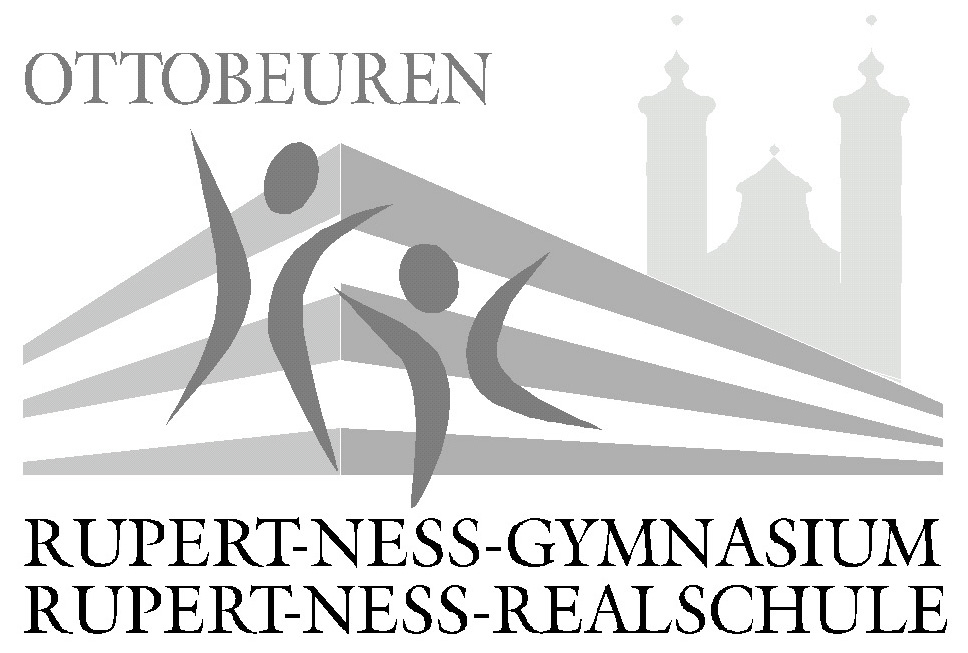 OTTOBEUREN
RUPERT-NESS-GYMNASIUM
RUPERT-NESS-REALSCHULE